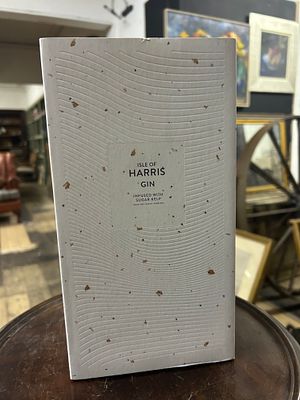 ISLE OF
HARRIS
GIN
INFUSED WITH
SUGAR KELP